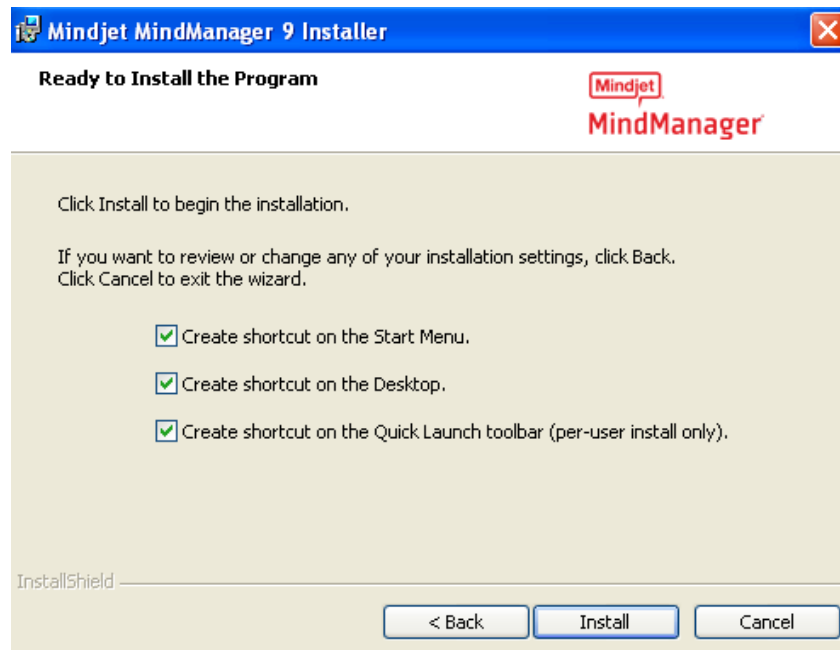 Mindjet MindManager 9 Installer
Ready to Install the Program
Mindjet
MindManager
Click Install to begin the installation.
If you want to review or change any of your installation settings, click Back.
Click Cancel to exit the wizard.
Create shortcut on the Start Menu.
Create shortcut on the Desktop.
Create shortcut on the Quick Launch toolbar (per-user install only).
InstallShield
< Back
Install
Cancel